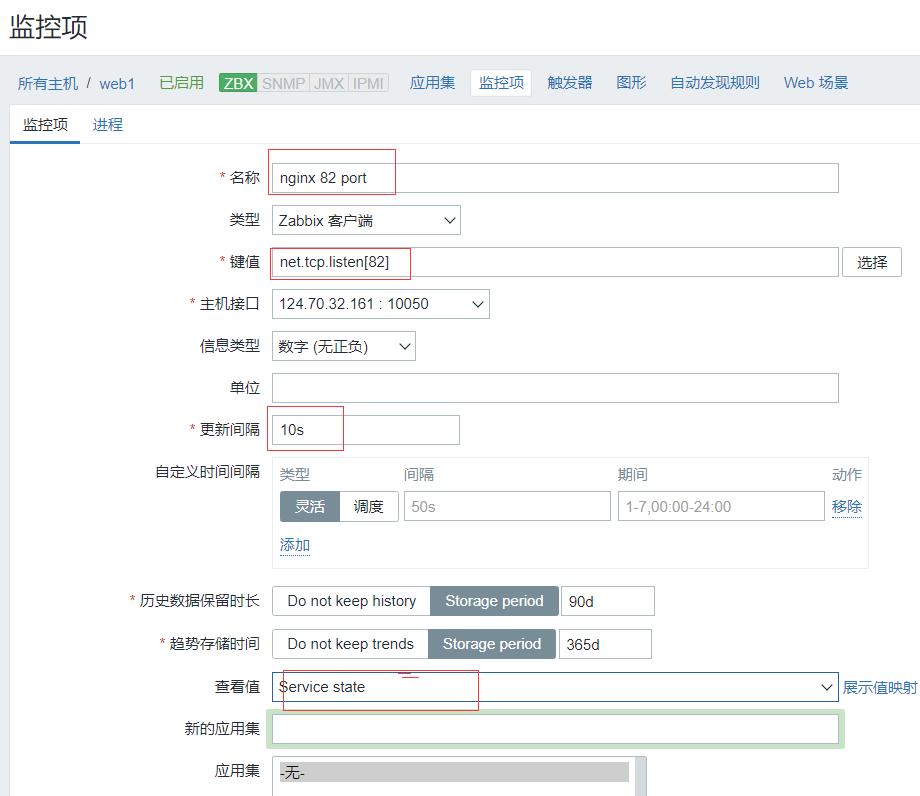 监控项
所有主机 / web1 已启用 ZBX SNMP JMX IPMI 应用集 监控项 触发器 图形 自动发现规则 Web 场景
监控项 进程
* 名称 nginx 82 port
类型 Zabbix 客户端
* 键值 net.tcp.listen[82] 选择
* 主机接口 124.70.32.161 : 10050
信息类型 数字 (无正负)
单位
* 更新间隔 10s
自定义时间间隔 类型 间隔 期间 动作
灵活 调度 50s 1-7,00:00-24:00 移除
添加
* 历史数据保留时长 Do not keep history Storage period 90d
* 趋势存储时间 Do not keep trends Storage period 365d
查看值 Service state 展示值映射
新的应用集
应用集 -无-